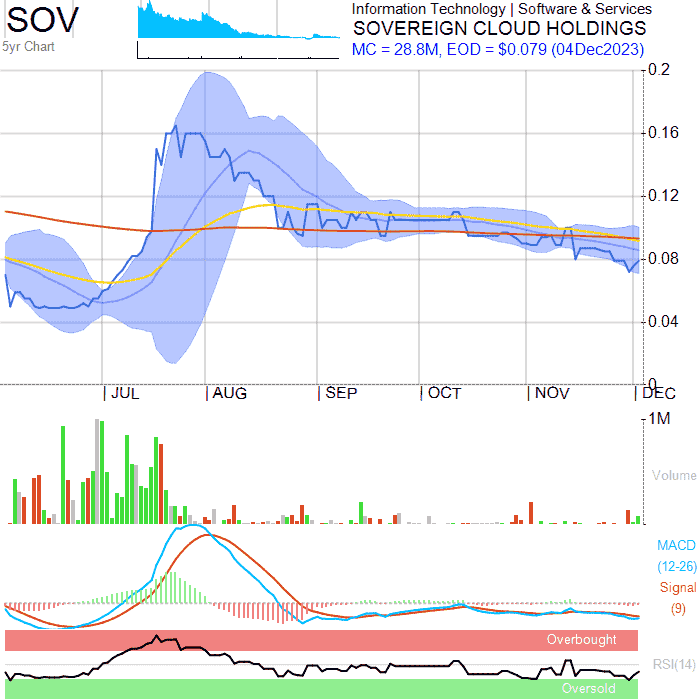 SOV
5yr Chart
Information Technology | Software & Services
SOVEREIGN CLOUD HOLDINGS
MC = 28.8M, EOD = $0.079 (04Dec2023)
0.2
0.16
0.12
0.08
0.04
0
JUL AUG SEP OCT NOV DEC
1M
Volume
MACD
(12-26)
Signal
(9)
Overbought
RSI(14)
Oversold